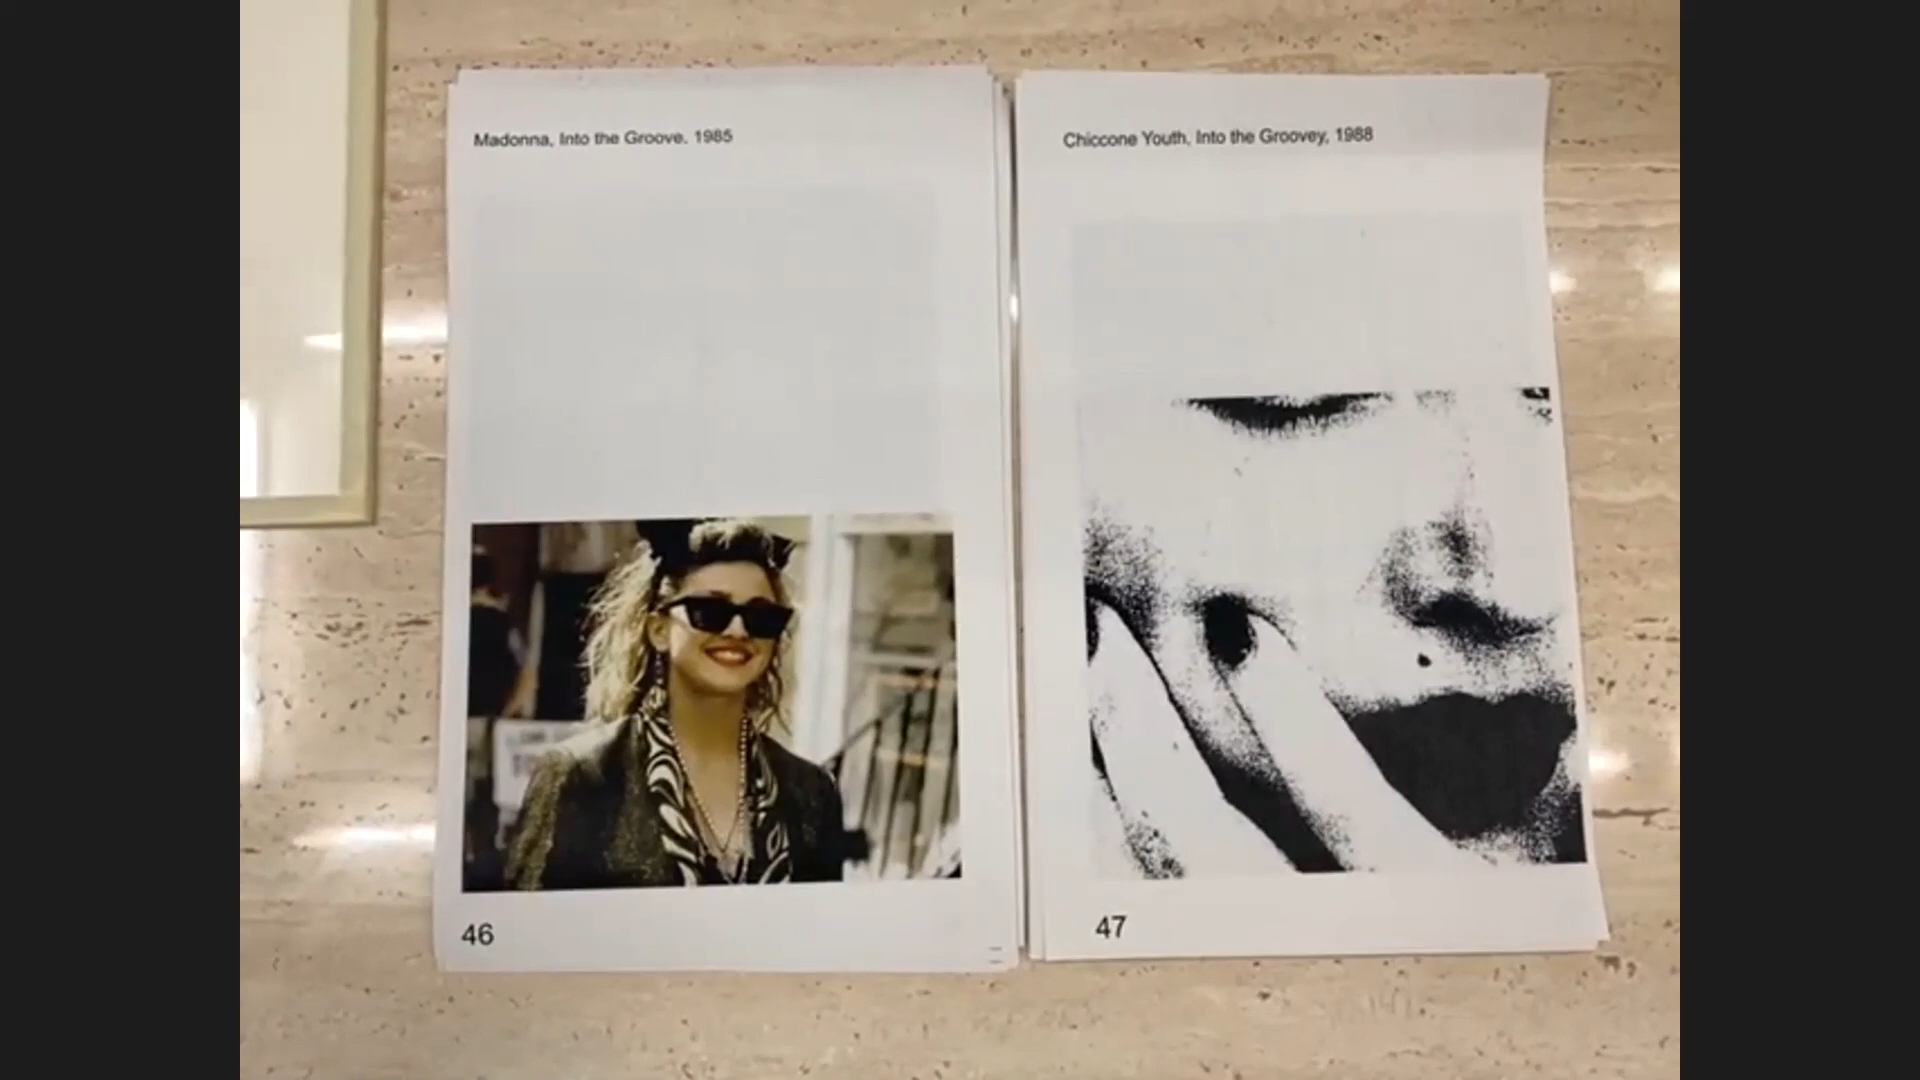 Madonna, Into the Groove. 1985
Chiccone Youth, Into the Groovey, 1988
46
47